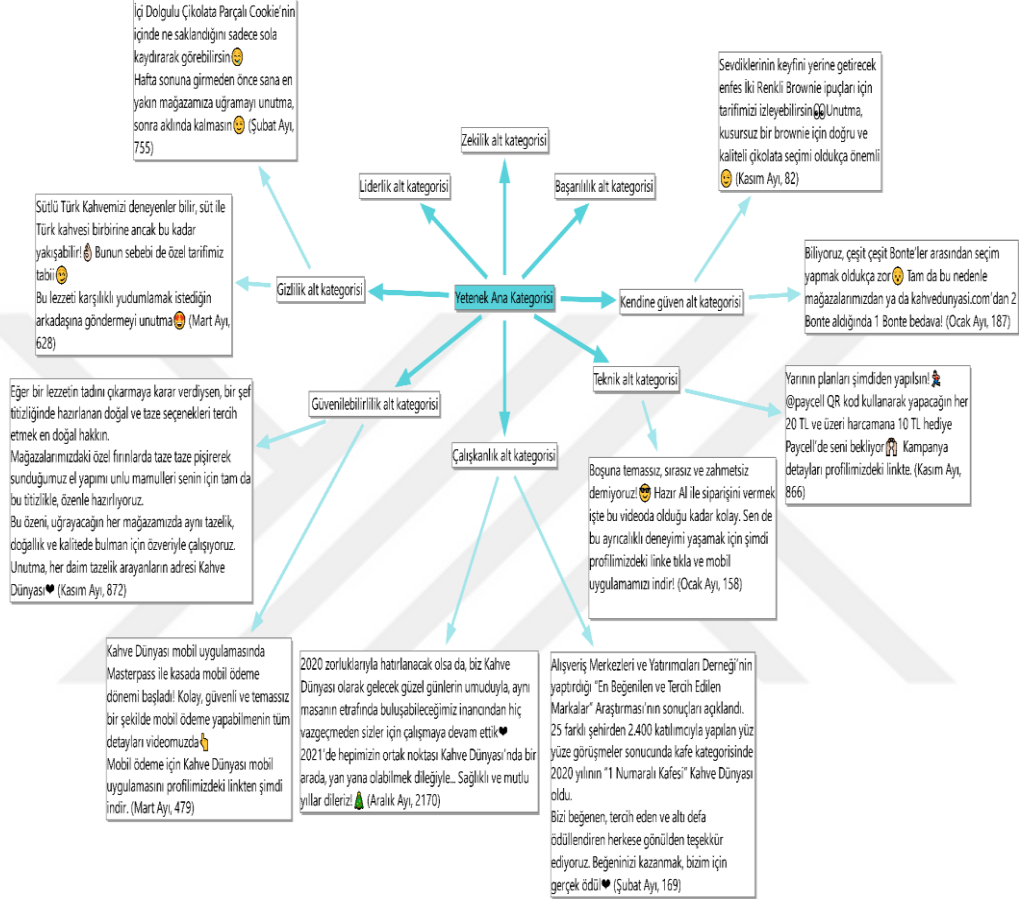 İçi Dolgulu Çikolata Parçalı Cookie'nin
içinde ne saklandığını sadece sola
kaydırarak görebilirsin😊
Hafta sonuna girmeden önce sana en
yakın mağazamıza uğramayı unutma,
sonra aklında kalmasın😉 (Şubat Ayı,
755)
Sevdiklerinin keyfini yerine getirecek
enfes İki Renkli Brownie ipuçları için
tarifimizi izleyebilirsin👀Unutma,
kusursuz bir brownie için doğru ve
kaliteli çikolata seçimi oldukça önemli
😉 (Kasım Ayı, 82)
Zekilik alt kategorisi
Liderlik alt kategorisi
Başarılılık alt kategorisi
Sütlü Türk Kahvemizi deneyenler bilir, süt ile
Türk kahvesi birbirine ancak bu kadar
yakışabilir!👌🏻 Bunun sebebi de özel tarifimiz
tabii😏
Bu lezzeti karşılıklı yudumlamak istediğin
arkadaşına göndermeyi unutma😍 (Mart Ayı,
628)
Gizlilik alt kategorisi
Yetenek Ana Kategorisi
Kendine güven alt kategorisi
Biliyoruz, çeşit çeşit Bonte'ler arasından seçim
yapmak oldukça zor😯 Tam da bu nedenle
mağazalarımızdan ya da kahvedunyasi.com'dan 2
Bonte aldığında 1 Bonte bedava! (Ocak Ayı, 187)
Eğer bir lezzetin tadını çıkarmaya karar verdiysen, bir şef
titizliğinde hazırlanan doğal ve taze seçenekleri tercih
etmek en doğal hakkın.
Mağazalarımızdaki özel fırınlarda taze taze pişirerek
sunduğumuz el yapımı unlu mamulleri senin için tam da
bu titizlikle, özenle hazırlıyoruz.
Bu özeni, uğrayacağın her mağazamızda aynı tazelik,
doğallık ve kalitede bulman için özveriyle çalışıyoruz.
Unutma, her daim tazelik arayanların adresi Kahve
Dünyası❤ (Kasım Ayı, 872)
Güvenilebilirlilik alt kategorisi
Teknik alt kategorisi
Yarının planları şimdiden yapılsın!
@paycell QR kod kullanarak yapacağın her
20 TL ve üzeri harcamana 10 TL hediye
Paycell'de seni bekliyor Kampanya
detayları profilimizdeki linkte. (Kasım Ayı,
866)
Çalışkanlık alt kategorisi
Boşuna temassız, sırasız ve zahmetsiz
demiyoruz!😎 Hazır Al ile siparişini vermek
işte bu videoda olduğu kadar kolay. Sen de
bu ayrıcalıklı deneyimi yaşamak için şimdi
profilimizdeki linke tıkla ve mobil
uygulamamızı indir! (Ocak Ayı, 158)
Kahve Dünyası mobil uygulamasında
Masterpass ile kasada mobil ödeme
dönemi başladı! Kolay, güvenli ve temassız
bir şekilde mobil ödeme yapabilmenin tüm
detayları videomuzda👆
Mobil ödeme için Kahve Dünyası mobil
uygulamasını profilimizdeki linkten şimdi
indir. (Mart Ayı, 479)
2020 zorluklarıyla hatırlanacak olsa da, biz Kahve
Dünyası olarak gelecek güzel günlerin umuduyla, aynı
masanın etrafında buluşabileceğimiz inancından hiç
vazgeçmeden sizler için çalışmaya devam ettik❤
2021'de hepimizin ortak noktası Kahve Dünyası'nda bir
arada, yan yana olabilmek dileğiyle... Sağlıklı ve mutlu
yıllar dileriz!🎄 (Aralık Ayı, 2170)
Alışveriş Merkezleri ve Yatırımcıları Derneği'nin
yaptırdığı "En Beğenilen ve Tercih Edilen
Markalar" Araştırması'nın sonuçları açıklandı.
25 farklı şehirden 2.400 katılımcıyla yapılan yüz
yüze görüşmeler sonucunda kafe kategorisinde
2020 yılının "1 Numaralı Kafesi" Kahve Dünyası
oldu.
Bizi beğenen, tercih eden ve altı defa
ödüllendiren herkese gönülden teşekkür
ediyoruz. Beğeninizi kazanmak, bizim için
gerçek ödül❤ (Şubat Ayı, 169)